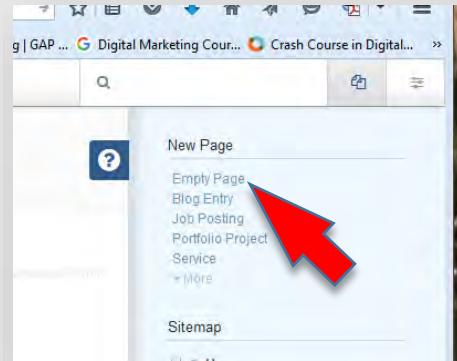 g | GAP ... G Digital Marketing Cour... Crash Course in Digital... »
?
New Page
Empty Page
Blog Entry
Job Posting
Portfolio Project
Service
+ More
Sitemap